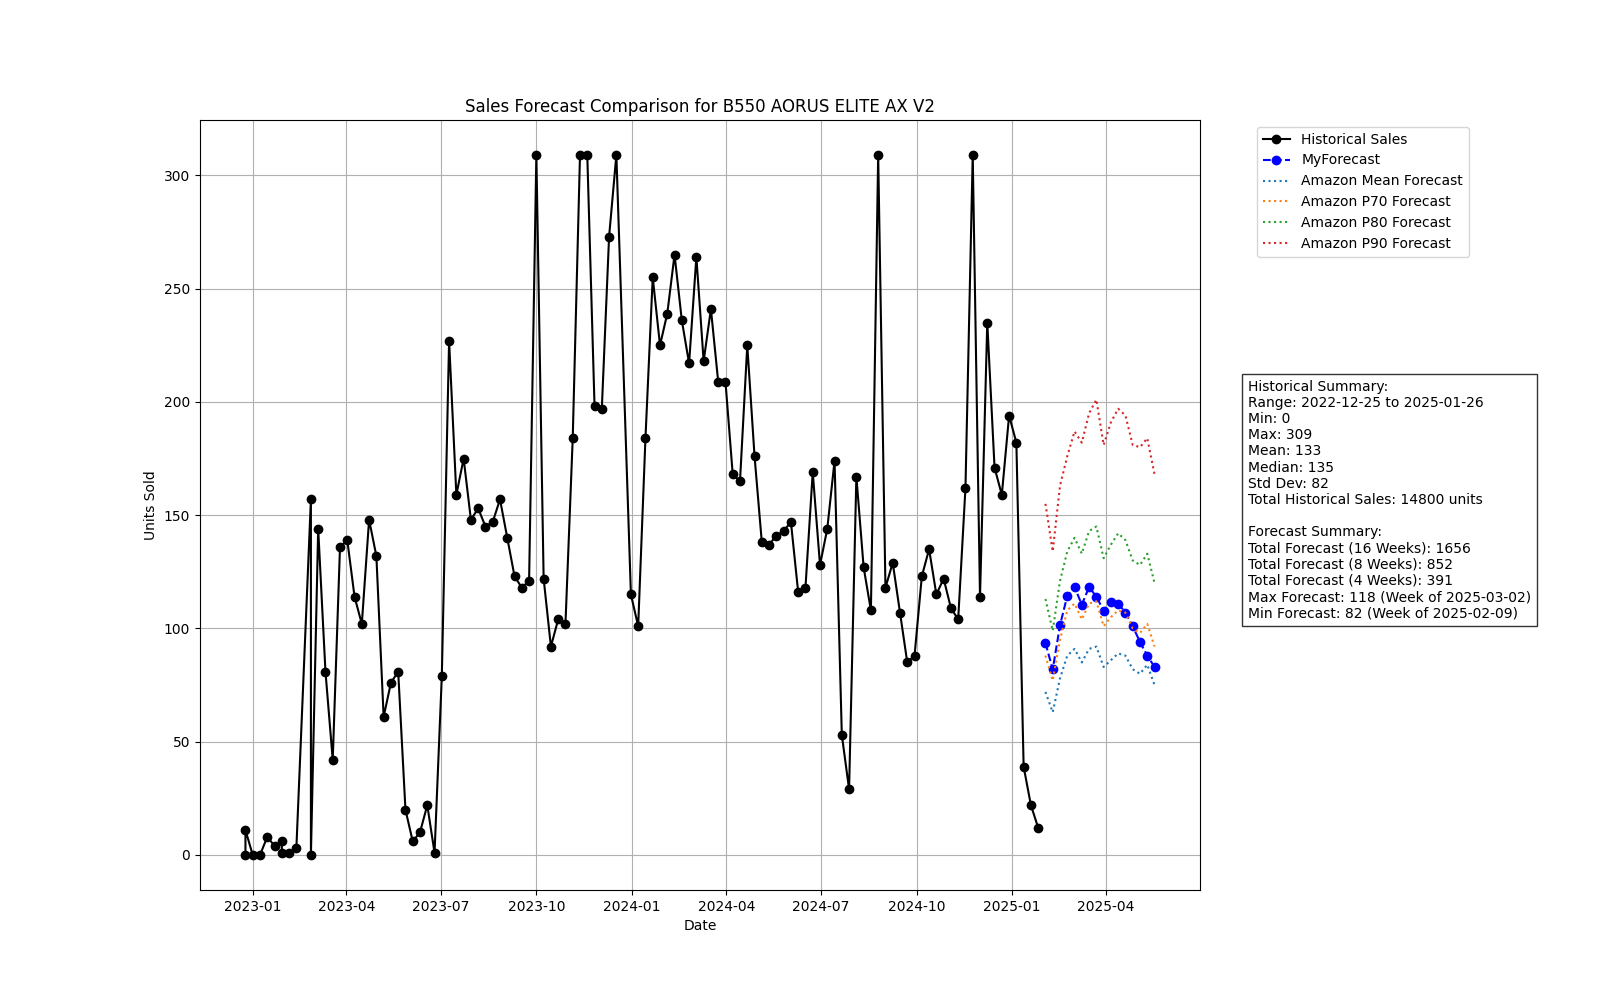 Sales Forecast Comparison for B550 AORUS ELITE AX V2
Units Sold
300
250
200
150
100
50
0
2023-01
2023-04
2023-07
2023-10
2024-01
2024-04
2024-07
2024-10
2025-01
2025-04
Date
Historical Sales
MyForecast
Amazon Mean Forecast
Amazon P70 Forecast
Amazon P80 Forecast
Amazon P90 Forecast
Historical Summary:
Range: 2022-12-25 to 2025-01-26
Min: 0
Max: 309
Mean: 133
Median: 135
Std Dev: 82
Total Historical Sales: 14800 units
Forecast Summary:
Total Forecast (16 Weeks): 1656
Total Forecast (8 Weeks): 852
Total Forecast (4 Weeks): 391
Max Forecast: 118 (Week of 2025-03-02)
Min Forecast: 82 (Week of 2025-02-09)